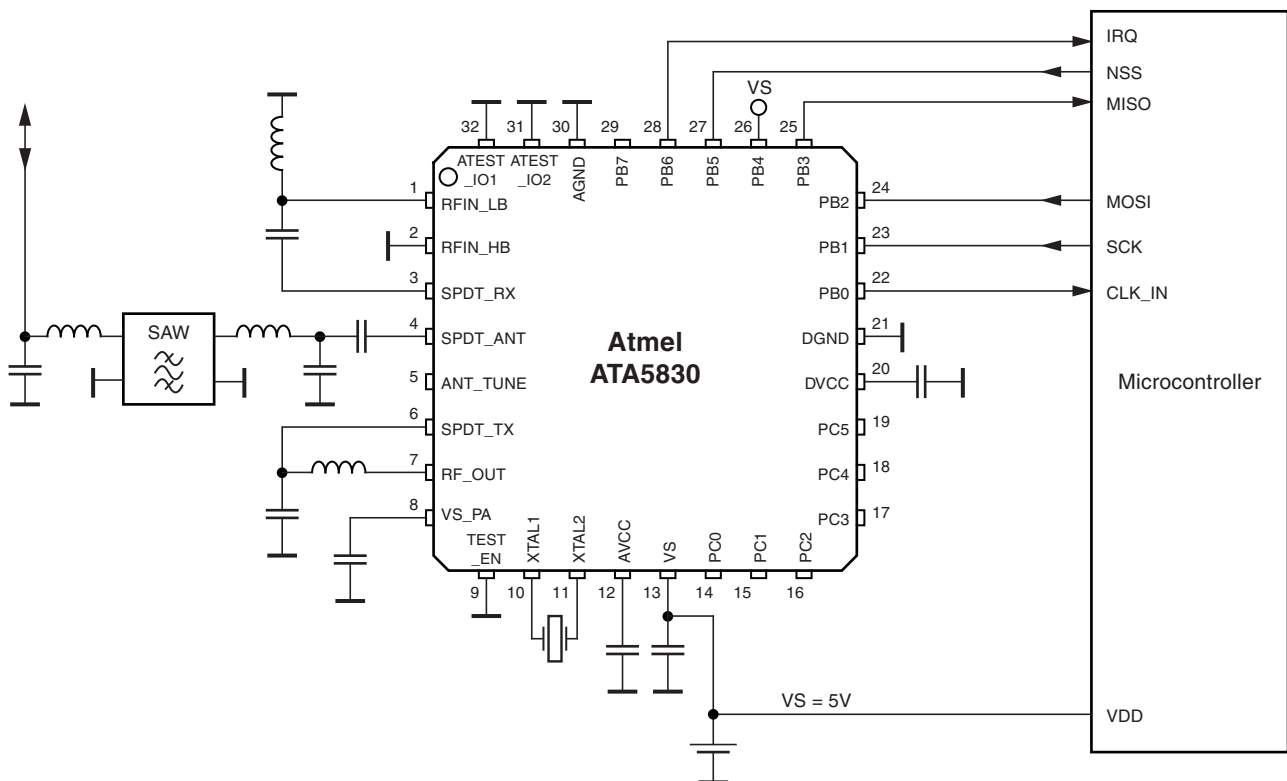 IRQ
NSS
MISO
MOSI
SCK
CLK_IN
Microcontroller
VDD
VS
32
31
30
29
28
27
26
25
ATEST
_IO1
ATEST
_IO2
AGND
PB7
PB6
PB5
PB4
PB3
1
RFIN_LB
2
RFIN_HB
3
SPDT_RX
4
SPDT_ANT
5
ANT_TUNE
6
SPDT_TX
7
RF_OUT
8
VS_PA
SAW
Atmel
ATA5830
24
PB2
23
PB1
22
PB0
21
DGND
20
DVCC
19
PC5
18
PC4
17
PC3
TEST
_EN
XTAL1
XTAL2
AVCC
VS
PC0
PC1
PC2
9
10
11
12
13
14
15
16
VS = 5V